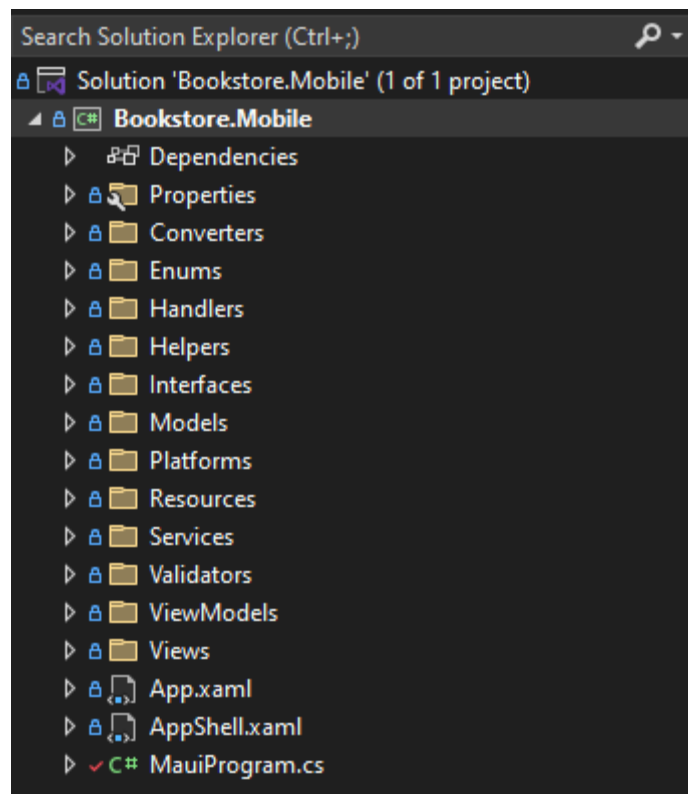 Search Solution Explorer (Ctrl+;)
Solution 'Bookstore.Mobile' (1 of 1 project)
C# Bookstore.Mobile
Dependencies
Properties
Converters
Enums
Handlers
Helpers
Interfaces
Models
Platforms
Resources
Services
Validators
ViewModels
Views
App.xaml
AppShell.xaml
C# MauiProgram.cs